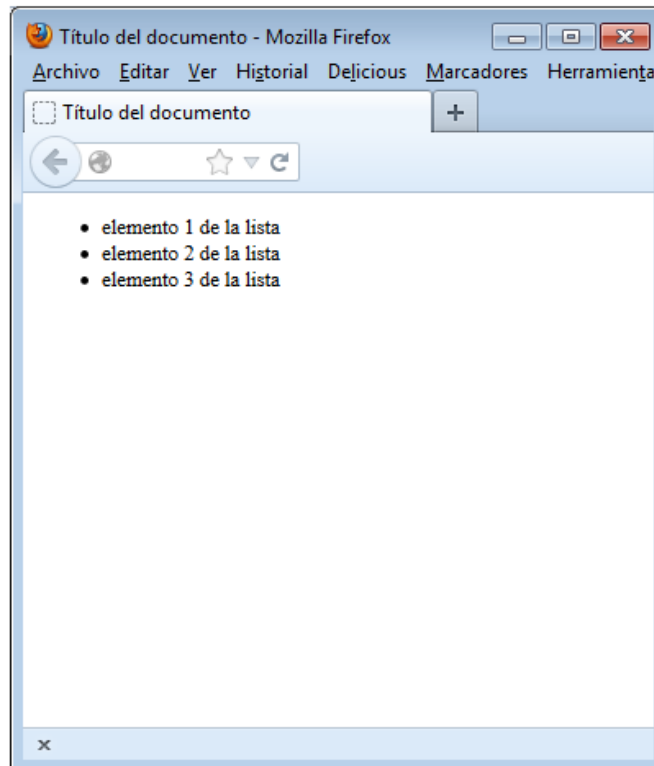 Título del documento - Mozilla Firefox
Archivo Editar Ver Historial Delicious Marcadores Herramienta
Título del documento
elemento 1 de la lista
elemento 2 de la lista
elemento 3 de la lista